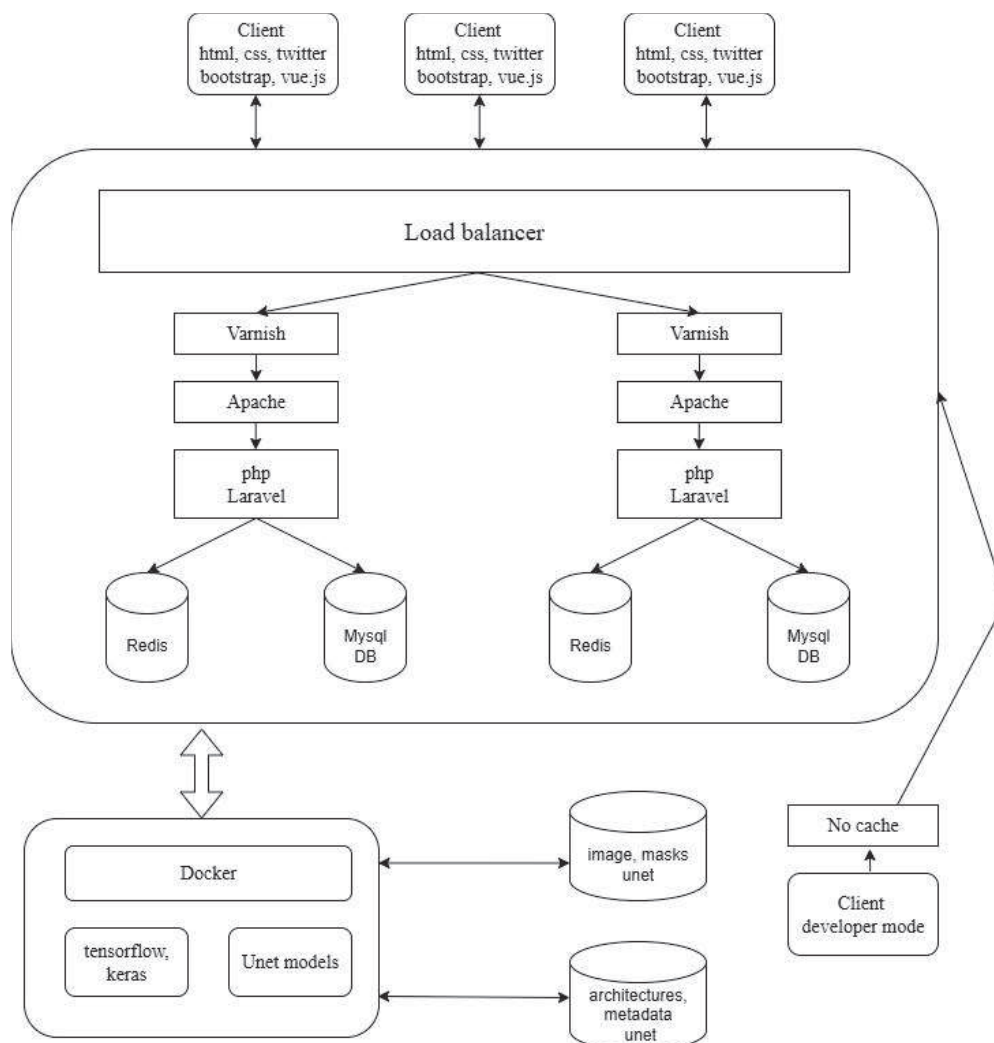 Client
html, css, twitter
bootstrap, vue.js
Client
html, css, twitter
bootstrap, vue.js
Client
html, css, twitter
bootstrap, vue.js
Load balancer
Varnish
Varnish
Apache
Apache
php
Laravel
php
Laravel
Redis
Mysql
DB
Redis
Mysql
DB
No cache
Client
developer mode
Docker
tensorflow,
keras
Unet models
image, masks
unet
architectures,
metadata
unet